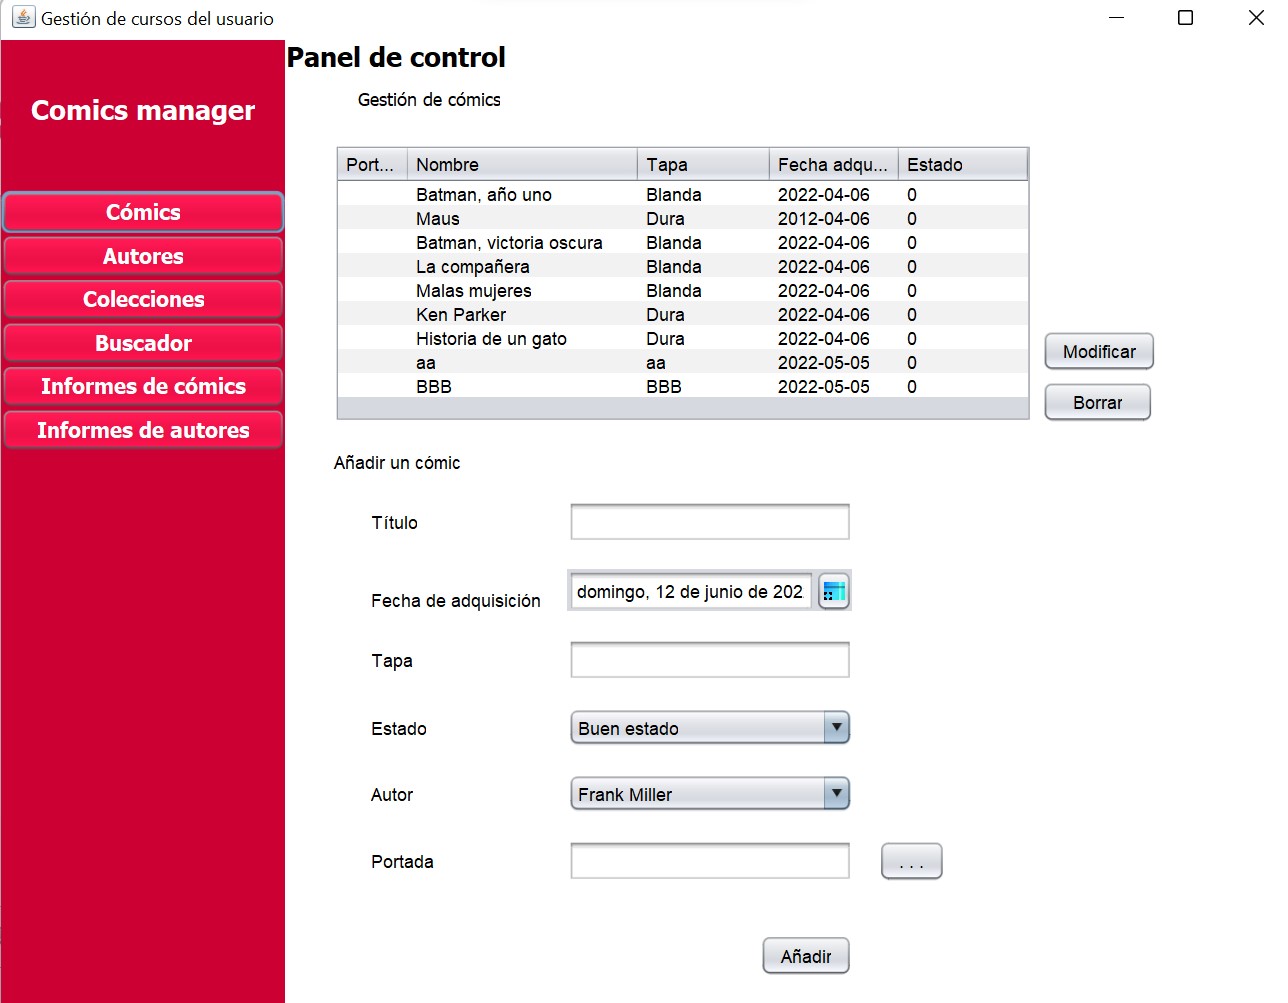 Gestión de cursos del usuario
Comics manager
Cómics
Autores
Colecciones
Buscador
Informes de cómics
Informes de autores
Panel de control
Gestión de cómics
Port... Nombre Tapa Fecha adqu... Estado
Batman, año uno Blanda 2022-04-06 0
Maus Dura 2012-04-06 0
Batman, victoria oscura Blanda 2022-04-06 0
La compañera Blanda 2022-04-06 0
Malas mujeres Blanda 2022-04-06 0
Ken Parker Dura 2022-04-06 0
Historia de un gato Dura 2022-04-06 0
aa aa 2022-05-05 0
BBB BBB 2022-05-05 0
Modificar
Borrar
Añadir un cómic
Título
Fecha de adquisición domingo, 12 de junio de 202
Tapa
Estado Buen estado
Autor Frank Miller
Portada ...
Añadir